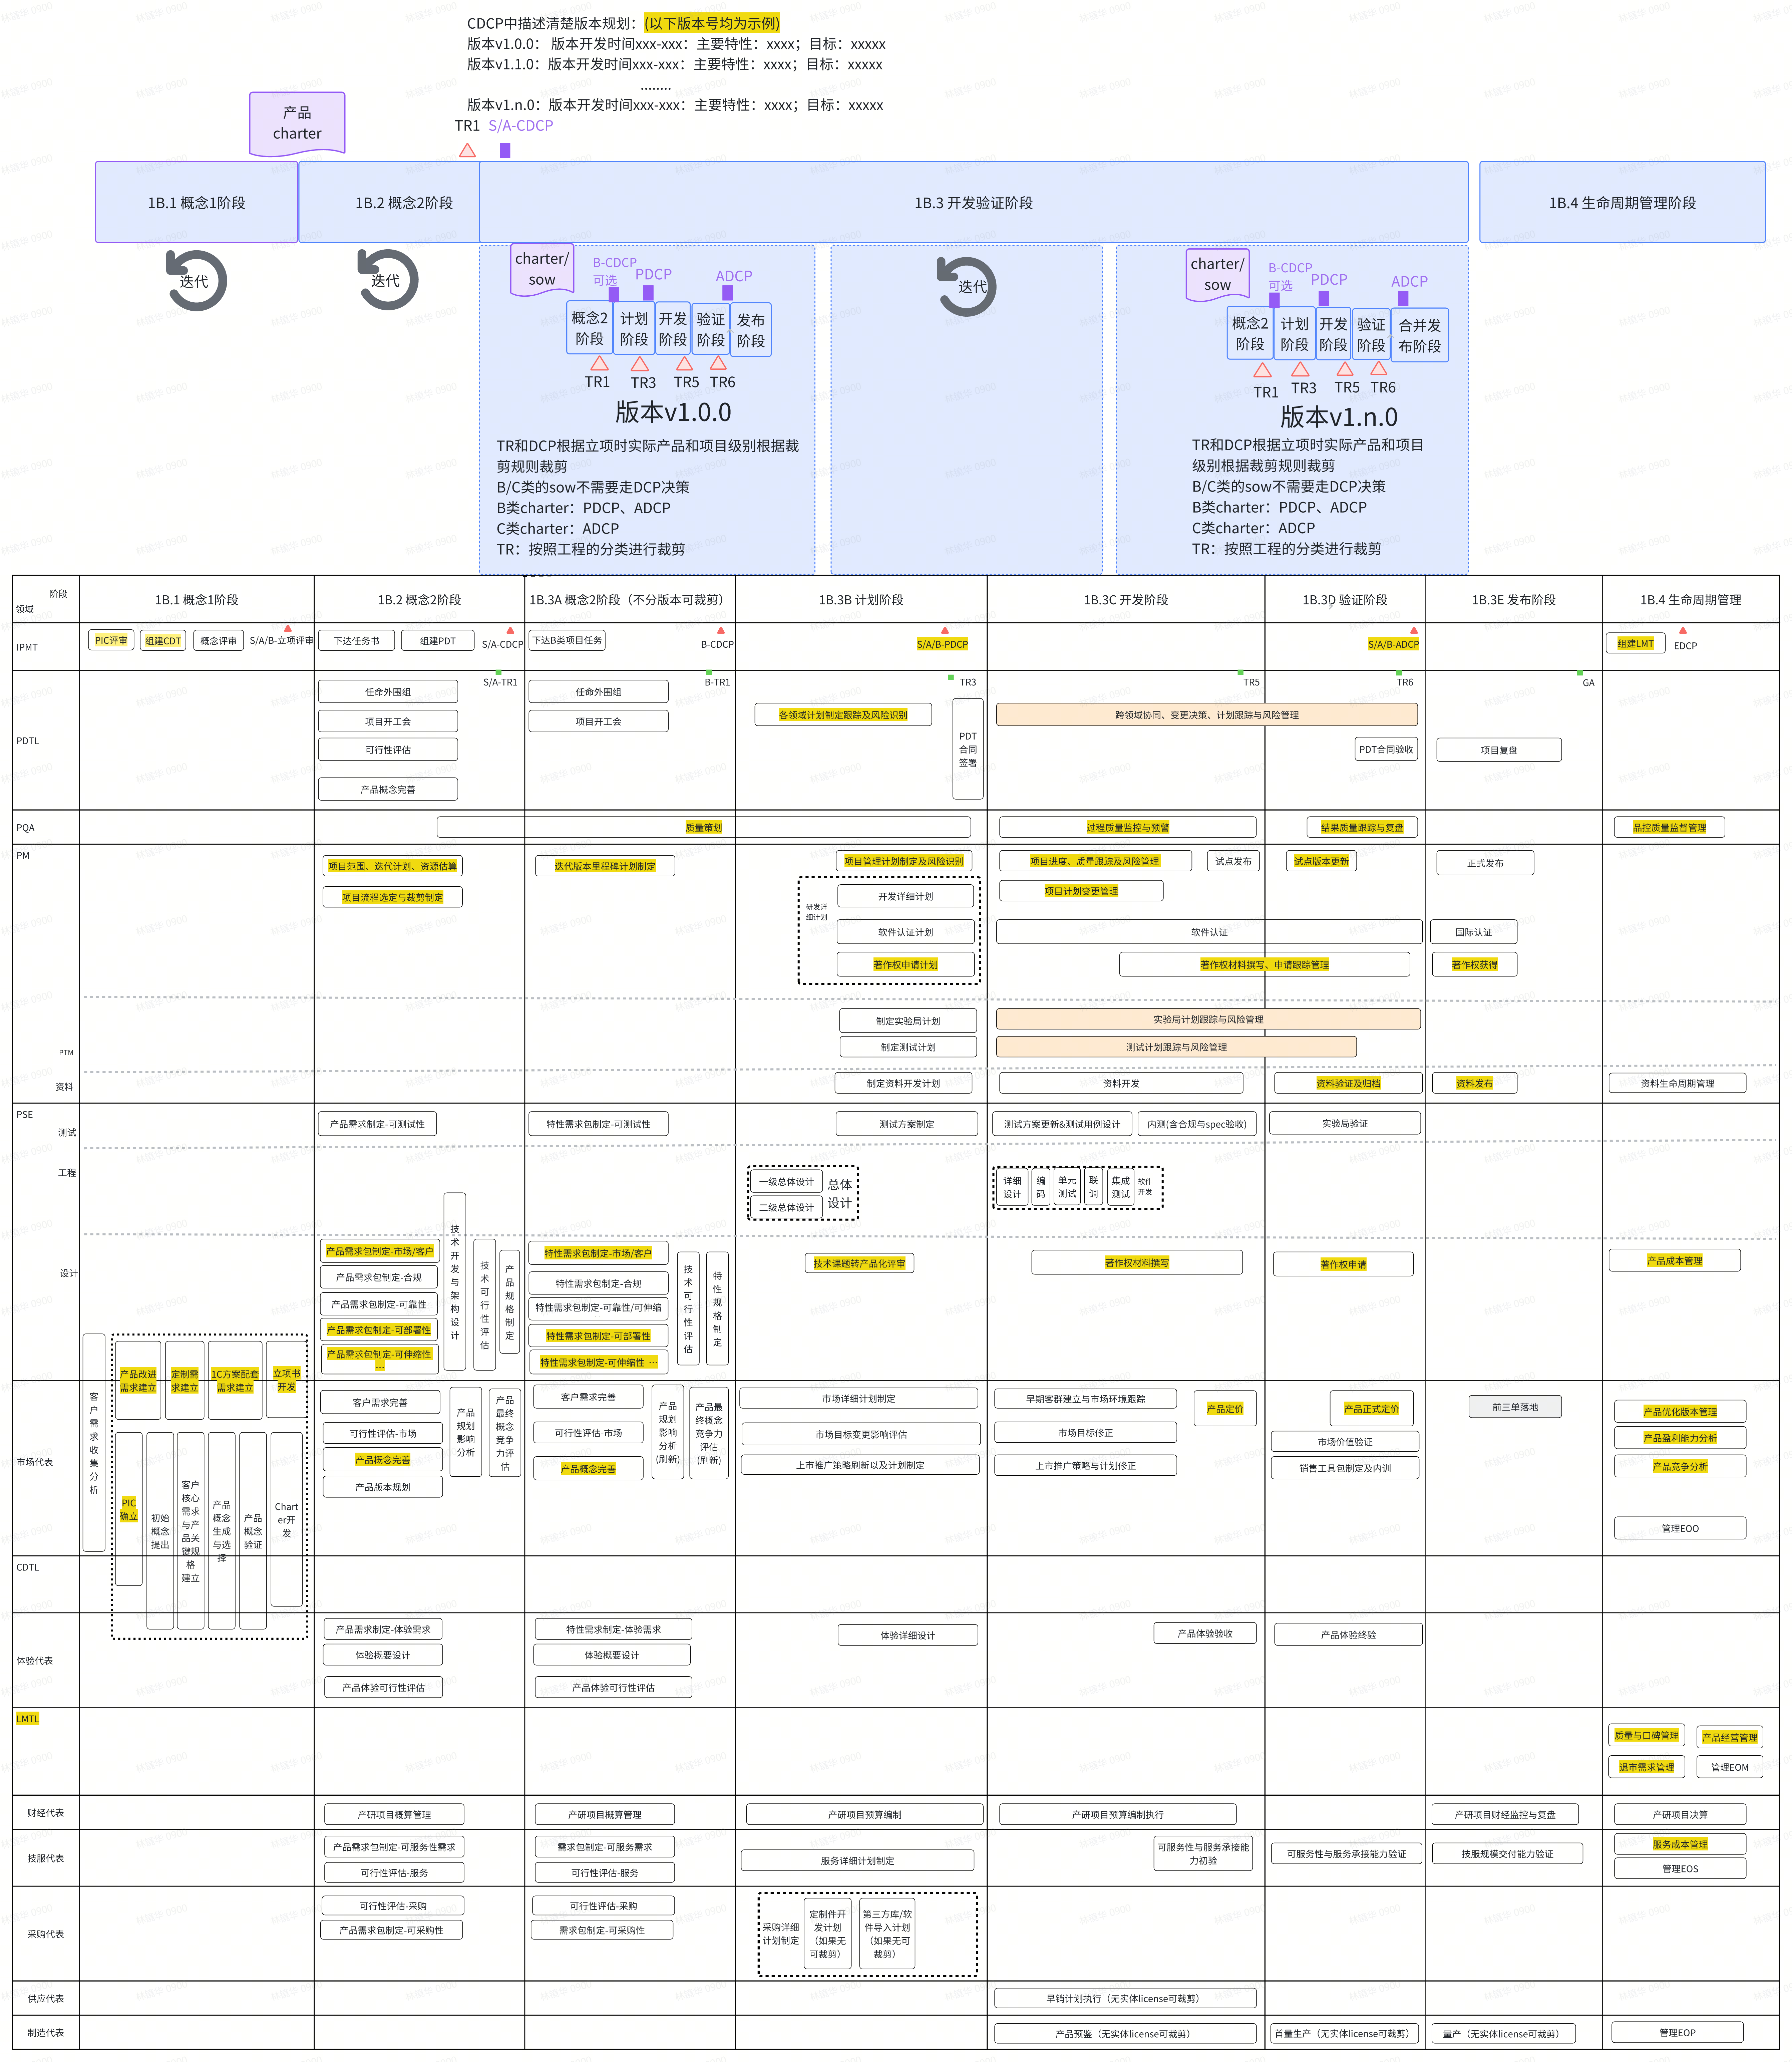 CDCP中描述清楚版本规划：(以下版本号均为示例)
版本v1.0.0： 版本开发时间xxx-xxx：主要特性：xxxx；目标：xxxxx
版本v1.1.0：版本开发时间xxx-xxx：主要特性：xxxx；目标：xxxxx
........
版本v1.n.0：版本开发时间xxx-xxx：主要特性：xxxx；目标：xxxxx
产品
charter
TR1 S/A-CDCP
1B.1 概念1阶段
1B.2 概念2阶段
1B.3 开发验证阶段
1B.4 生命周期管理阶段
迭代
迭代
charter/
sow
B-CDCP
可选
PDCP
ADCP
概念2
阶段
计划
阶段
开发
阶段
验证
阶段
发布
阶段
TR1
TR3
TR5
TR6
版本v1.0.0
TR和DCP根据立项时实际产品和项目级别根据裁
剪规则裁剪
B/C类的sow不需要走DCP决策
B类charter：PDCP、ADCP
C类charter：ADCP
TR：按照工程的分类进行裁剪
迭代
charter/
sow
B-CDCP
可选
PDCP
ADCP
概念2
阶段
计划
阶段
开发
阶段
验证
阶段
合并发
布阶段
TR1
TR3
TR5
TR6
版本v1.n.0
TR和DCP根据立项时实际产品和项目
级别根据裁剪规则裁剪
B/C类的sow不需要走DCP决策
B类charter：PDCP、ADCP
C类charter：ADCP
TR：按照工程的分类进行裁剪
阶段
领域
1B.1 概念1阶段
1B.2 概念2阶段
1B.3A 概念2阶段（不分版本可裁剪）
1B.3B 计划阶段
1B.3C 开发阶段
1B.3D 验证阶段
1B.3E 发布阶段
1B.4 生命周期管理
IPMT
PIC评审
组建CDT
概念评审
S/A/B-立项评审
下达任务书
组建PDT
S/A-CDCP
下达B类项目任务
B-CDCP
S/A/B-PDCP
S/A/B-ADCP
组建LMT
EDCP
PDTL
S/A-TR1
任命外围组
项目开工会
可行性评估
产品概念完善
B-TR1
任命外围组
项目开工会
TR3
各领域计划制定跟踪及风险识别
PDT
合同
签署
TR5
跨领域协同、变更决策、计划跟踪与风险管理
TR6
PDT合同验收
GA
项目复盘
PQA
质量策划
过程质量监控与预警
结果质量跟踪与复盘
品控质量监督管理
PM
项目范围、迭代计划、资源估算
项目流程选定与裁剪制定
迭代版本里程碑计划制定
项目管理计划制定及风险识别
研发详
细计划
开发详细计划
软件认证计划
著作权申请计划
项目进度、质量跟踪及风险管理
试点发布
项目计划变更管理
试点版本更新
正式发布
软件认证
国际认证
著作权材料撰写、申请跟踪管理
著作权获得
制定实验局计划
实验局计划跟踪与风险管理
PTM
制定测试计划
测试计划跟踪与风险管理
资料
制定资料开发计划
资料开发
资料验证及归档
资料发布
资料生命周期管理
PSE
测试
产品需求制定-可测试性
特性需求包制定-可测试性
测试方案制定
测试方案更新&测试用例设计
内测(含合规与spec验收)
实验局验证
工程
一级总体设计
二级总体设计
总体
设计
详细
设计
编
码
单元
测试
联
调
集成
测试
软件
开发
设计
产品需求包制定-市场/客户
产品需求包制定-合规
产品需求包制定-可靠性
产品需求包制定-可部署性
产品需求包制定-可伸缩性
...
技
术
开
发
与
架
构
设
计
技
术
可
行
性
评
估
产
品
规
格
制
定
特性需求包制定-市场/客户
特性需求包制定-合规
特性需求包制定-可靠性/可伸缩
特性需求包制定-可部署性
特性需求包制定-可伸缩性 ...
技
术
可
行
性
评
估
特
性
规
格
制
定
技术课题转产品化评审
著作权材料撰写
著作权申请
产品成本管理
客
户
需
求
收
集
分
析
产品改进
需求建立
定制需
求建立
1C方案配套
需求建立
立项书
开发
PIC
确立
初始
概念
提出
客户
核心
需求
与产
品关
键规
格
建立
产品
概念
生成
与选
择
产品
概念
验证
Chart
er开
发
市场代表
客户需求完善
可行性评估-市场
产品概念完善
产品版本规划
产品
规划
影响
分析
产品
最终
概念
竞争
力评
估
客户需求完善
可行性评估-市场
产品概念完善
产品
规划
影响
分析
(刷新)
产品最
终概念
竞争力
评估
(刷新)
市场详细计划制定
市场目标变更影响评估
上市推广策略刷新以及计划制定
早期客群建立与市场环境跟踪
市场目标修正
上市推广策略与计划修正
产品定价
产品正式定价
市场价值验证
销售工具包制定及内训
前三单落地
产品优化版本管理
产品盈利能力分析
产品竞争分析
管理EOO
CDTL
体验代表
产品需求制定-体验需求
体验概要设计
产品体验可行性评估
特性需求制定-体验需求
体验概要设计
产品体验可行性评估
体验详细设计
产品体验验收
产品体验终验
LMTL
质量与口碑管理
产品经营管理
退市需求管理
管理EOM
财经代表
产研项目概算管理
产研项目概算管理
产研项目预算编制
产研项目预算编制执行
产研项目财经监控与复盘
产研项目决算
技服代表
产品需求包制定-可服务性需求
可行性评估-服务
需求包制定-可服务需求
可行性评估-服务
服务详细计划制定
可服务性与服务承接能
力初验
可服务性与服务承接能力验证
技服规模交付能力验证
服务成本管理
管理EOS
采购代表
可行性评估-采购
产品需求包制定-可采购性
可行性评估-采购
需求包制定-可采购性
采购详细
计划制定
定制件开
发计划
（如果无
可裁剪）
第三方库/软
件导入计划
（如果无可
裁剪）
供应代表
早销计划执行（无实体license可裁剪）
制造代表
产品预鉴（无实体license可裁剪）
首量生产（无实体license可裁剪）
量产（无实体license可裁剪）
管理EOP